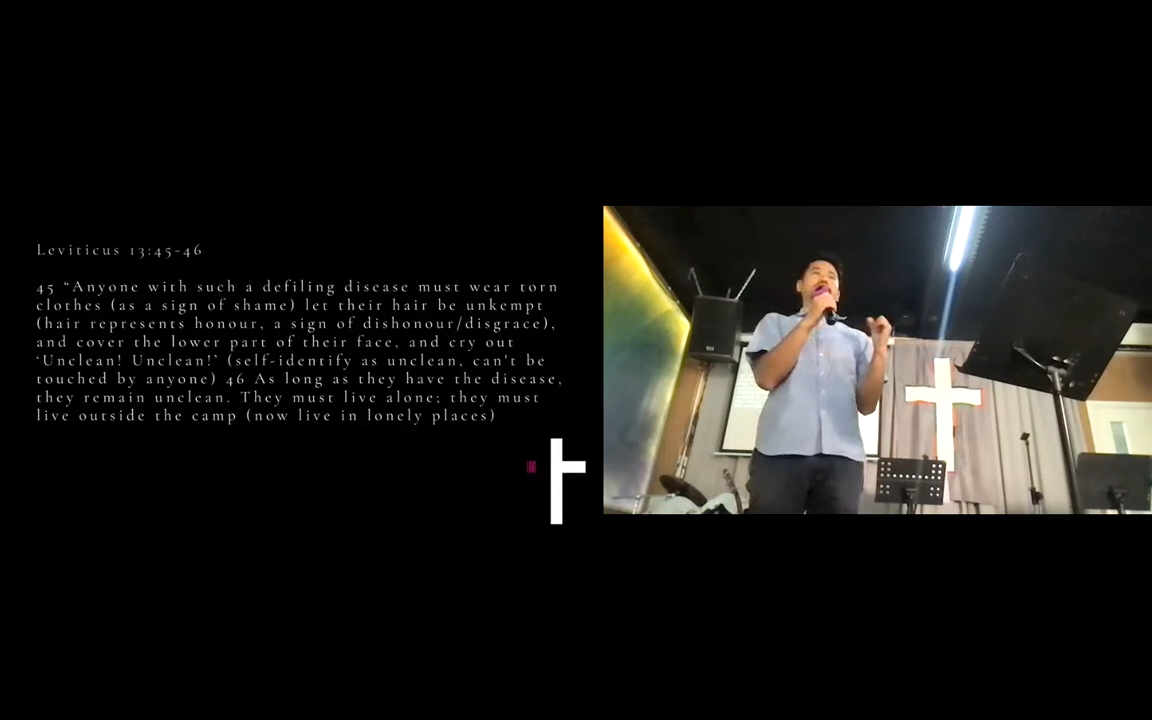 Leviticus 13:45-46
45 “Anyone with such a defiling disease must wear torn
clothes (as a sign of shame) let their hair be unkempt
(hair represents honour, a sign of dishonour/disgrace),
and cover the lower part of their face, and cry out
‘Unclean! Unclean!’ (self-identify as unclean, can't be
touched by anyone) 46 As long as they have the disease,
they remain unclean. They must live alone; they must
live outside the camp (now live in lonely places)